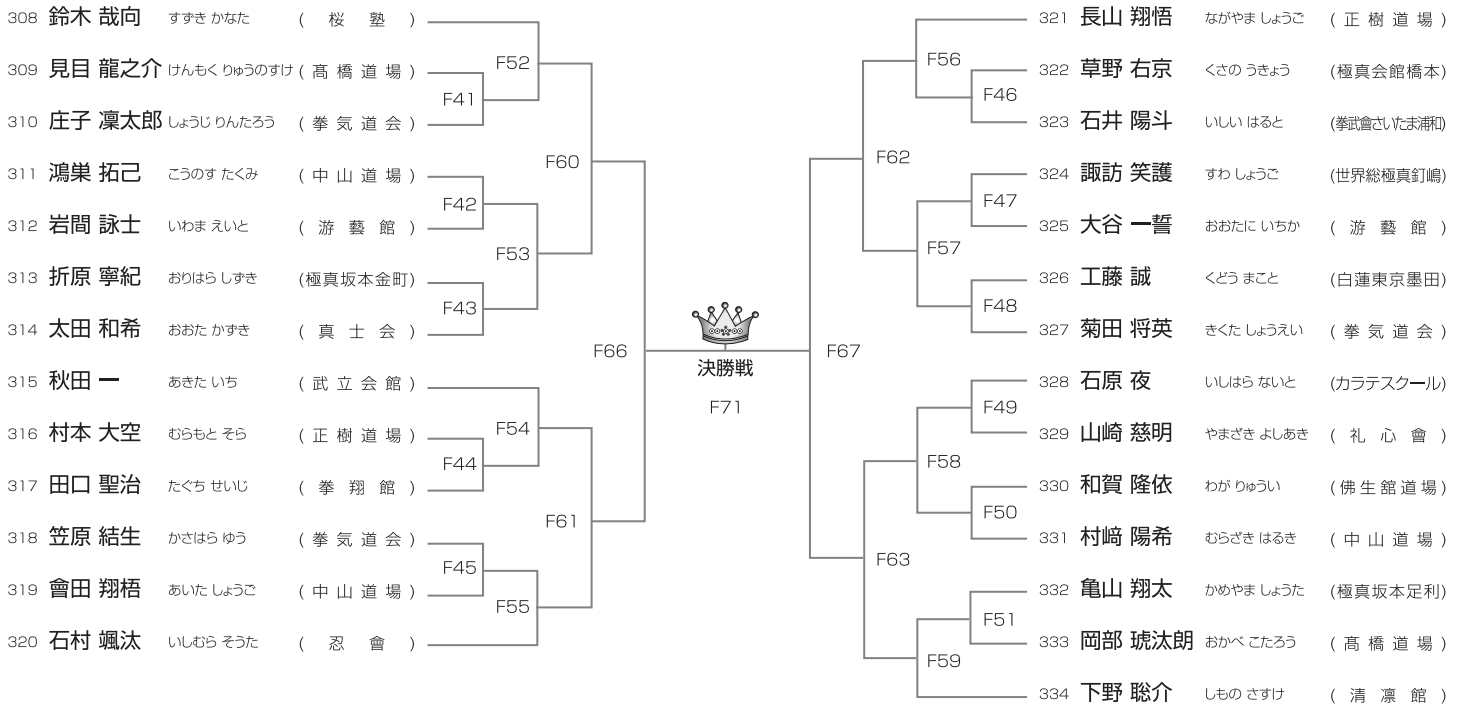 308 鈴木 哉向 すずき かなた ( 桜 塾 )
F52
309 見目 龍之介 けんもく りゅうのすけ ( 髙 橋 道 場 )
F41
310 庄子 凜太郎 しょうじ りんたろう ( 拳 気 道 会 )
F60
311 鴻巣 拓己 こうのす たくみ ( 中 山 道 場 )
F42
312 岩間 詠士 いわま えいと ( 游 藝 館 )
F53
313 折原 寧紀 おりはら しずき (極真坂本金町)
F43
314 太田 和希 おおた かずき ( 真 士 会 )
F66
315 秋田 一 あきた いち ( 武 立 会 館 )
F54
316 村本 大空 むらもと そら ( 正 樹 道 場 )
F44
317 田口 聖治 たぐち せいじ ( 拳 翔 館 )
F61
318 笠原 結生 かさはら ゆう ( 拳 気 道 会 )
F45
319 會田 翔梧 あいた しょうご ( 中 山 道 場 )
F55
320 石村 颯汰 いしむら そうた ( 忍 會 )
決勝戦
F71
321 長山 翔悟 ながやま しょうご ( 正 樹 道 場 )
F56
322 草野 右京 くさの うきょう (極真会館橋本)
F46
323 石井 陽斗 いしい はると (拳武會さいたま浦和)
F62
324 諏訪 笑護 すわ しょうご (世界総極真釘嶋)
F47
325 大谷 一誓 おおたに いちか ( 游 藝 館 )
F57
326 工藤 誠 くどう まこと (白蓮東京墨田)
F48
327 菊田 将英 きくた しょうえい ( 拳 気 道 会 )
F67
328 石原 夜 いしはら ないと (カラテスクール)
F49
329 山崎 慈明 やまざき よしあき ( 礼 心 會 )
F58
330 和賀 隆依 わが りゅうい ( 佛 生 舘 道 場 )
F50
331 村﨑 陽希 むらざき はるき ( 中 山 道 場 )
F63
332 亀山 翔太 かめやま しょうた (極真坂本足利)
F51
333 岡部 琥汰朗 おかべ こたろう ( 髙 橋 道 場 )
F59
334 下野 聡介 しもの さすけ ( 清 凛 館 )